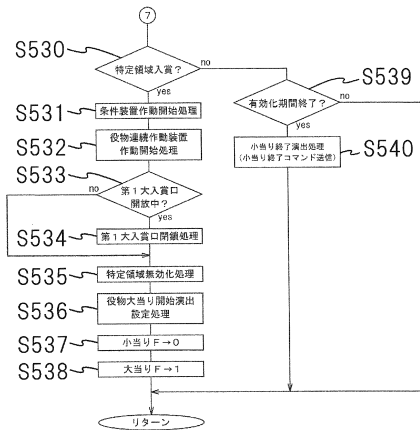 7
S530
特定領域入賞？
no
yes
S539
有効化期間終了？
no
yes
S531
条件装置作動開始処理
S532
役物連続作動装置
作動開始処理
S540
小当り終了演出処理
(小当り終了コマンド送信)
S533
第１大入賞口
開放中？
no
yes
S534
第１大入賞口閉鎖処理
S535
特定領域無効化処理
S536
役物大当り開始演出
設定処理
S537
小当りＦ→０
S538
大当りＦ→１
リターン